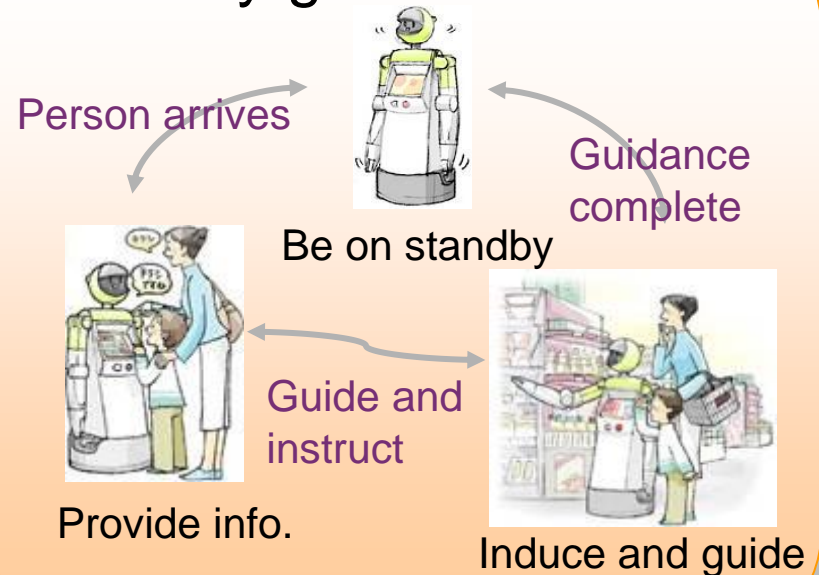 Person arrives
Guidance
complete
Be on standby
Guide and
instruct
Provide info.
Induce and guide